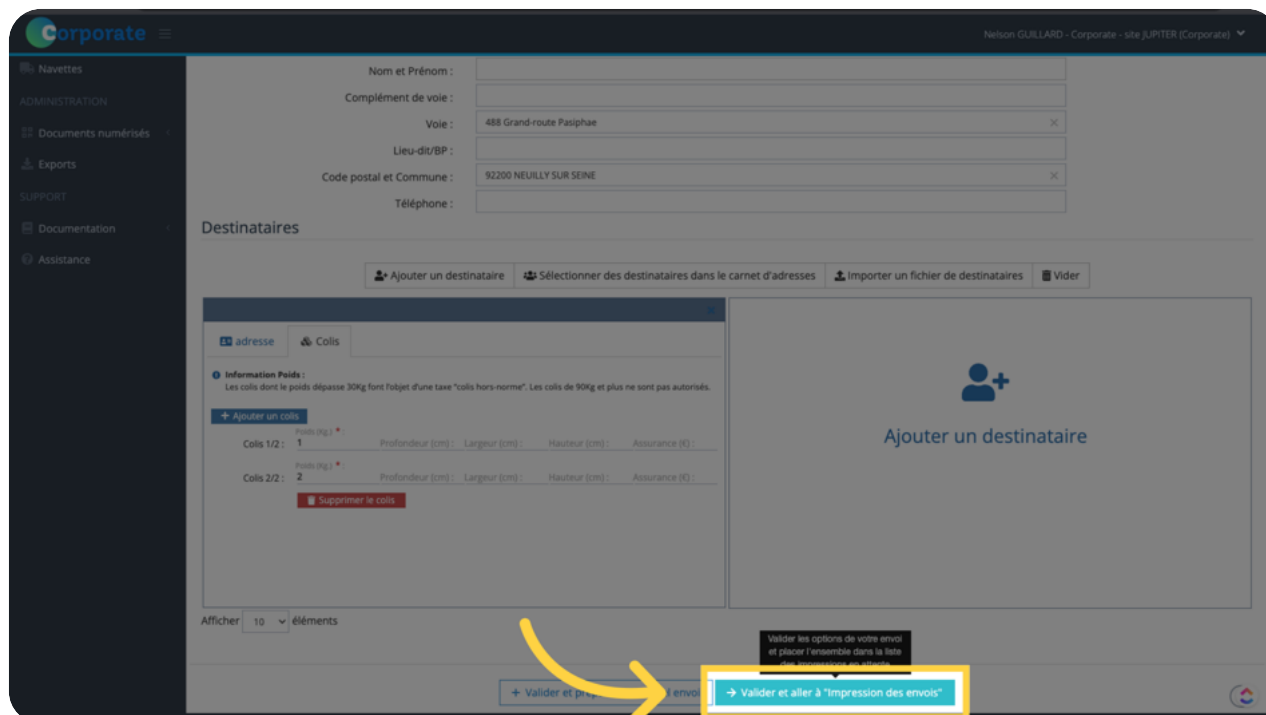 Corporate
Nelson GUILLARD - Corporate - site JUPITER (Corporate)
Navettes
ADMINISTRATION
Documents numérisés
Exports
SUPPORT
Documentation
Assistance
Nom et Prénom :
Complément de voie :
Voie : 488 Grand-route Pasiphae
Lieu-dit/BP :
Code postal et Commune : 92200 NEUILLY SUR SEINE
Téléphone :
Destinataires
Ajouter un destinataire Sélectionner des destinataires dans le carnet d'adresses Importer un fichier de destinataires Vider
adresse Colis
Information Poids :
Les colis dont le poids dépasse 30Kg font l'objet d'une taxe "colis hors-norme". Les colis de 90Kg et plus ne sont pas autorisés.
+ Ajouter un colis
Poids (Kg.) * :
Colis 1/2 : 1 Profondeur (cm) : Largeur (cm) : Hauteur (cm) : Assurance (€) :
Poids (Kg.) * :
Colis 2/2 : 2 Profondeur (cm) : Largeur (cm) : Hauteur (cm) : Assurance (€) :
Supprimer le colis
Ajouter un destinataire
Afficher 10 éléments
Valider les options de votre envoi
et placer l'ensemble dans la liste
des impressions en attente
+ Valider et envoi
→ Valider et aller à "Impression des envois"